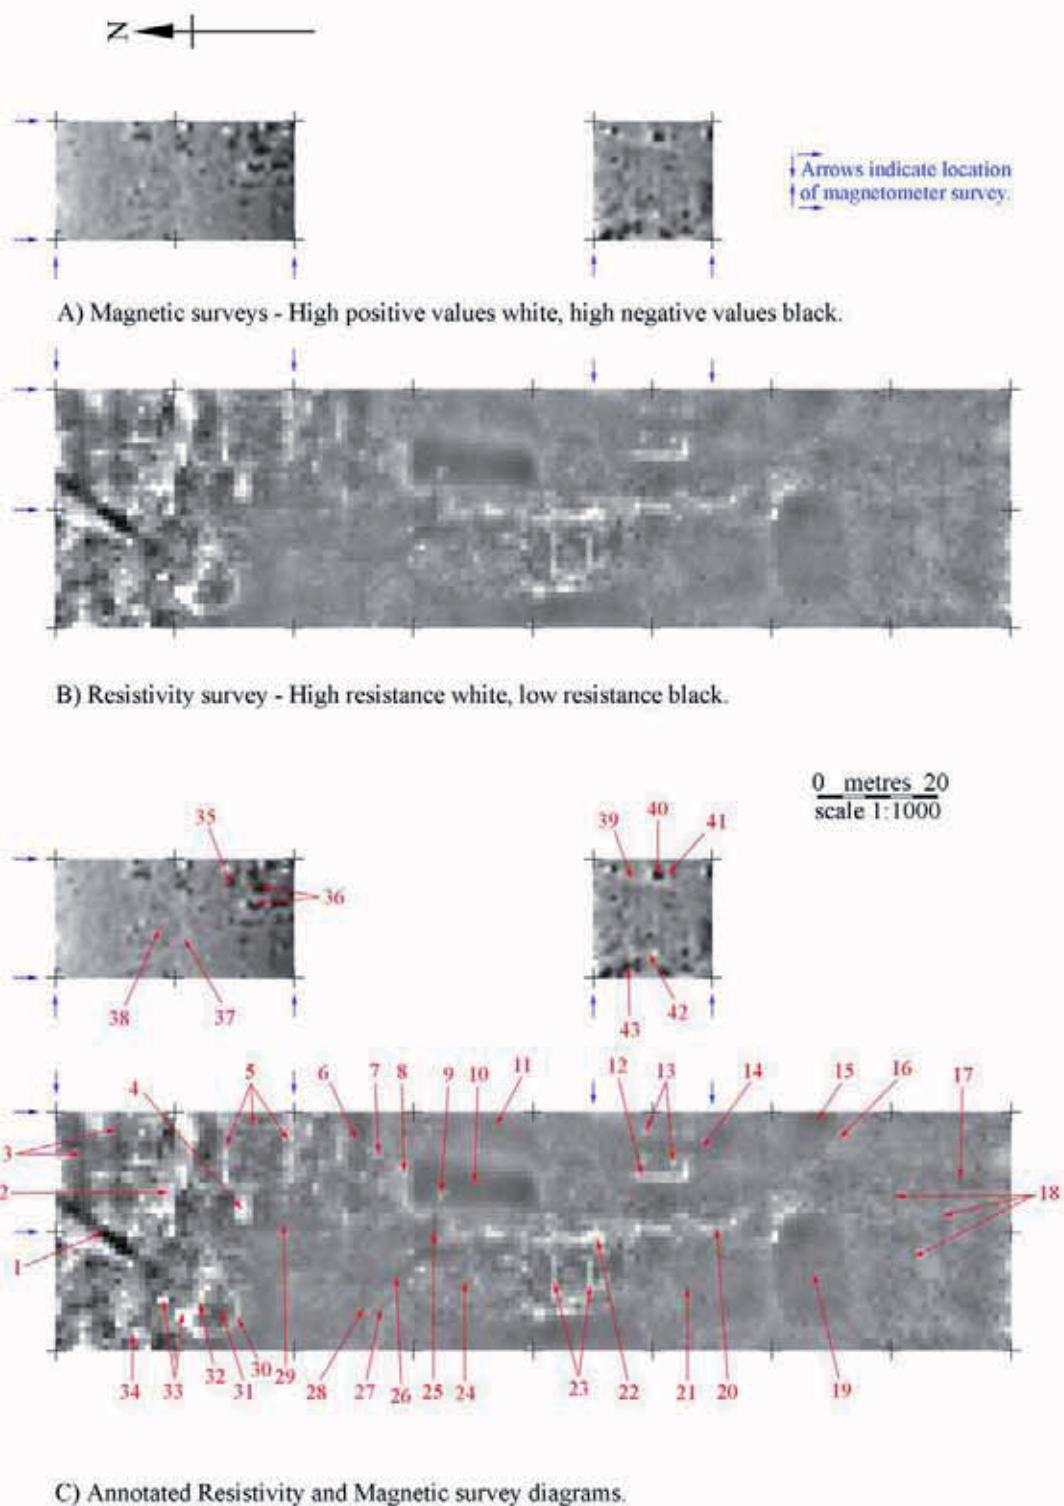 N
Arrows indicate location
of magnetometer survey.
A) Magnetic surveys - High positive values white, high negative values black.
B) Resistivity survey - High resistance white, low resistance black.
0 metres 20
scale 1:1000
35
39 40 41
36
38 37
43 42
4 5 6 7 8 9 10 11 12 13 14 15 16 17
3
2
18
1
34 33 32 31 30 29 28 27 26 25 24 23 22 21 20 19
C) Annotated Resistivity and Magnetic survey diagrams.